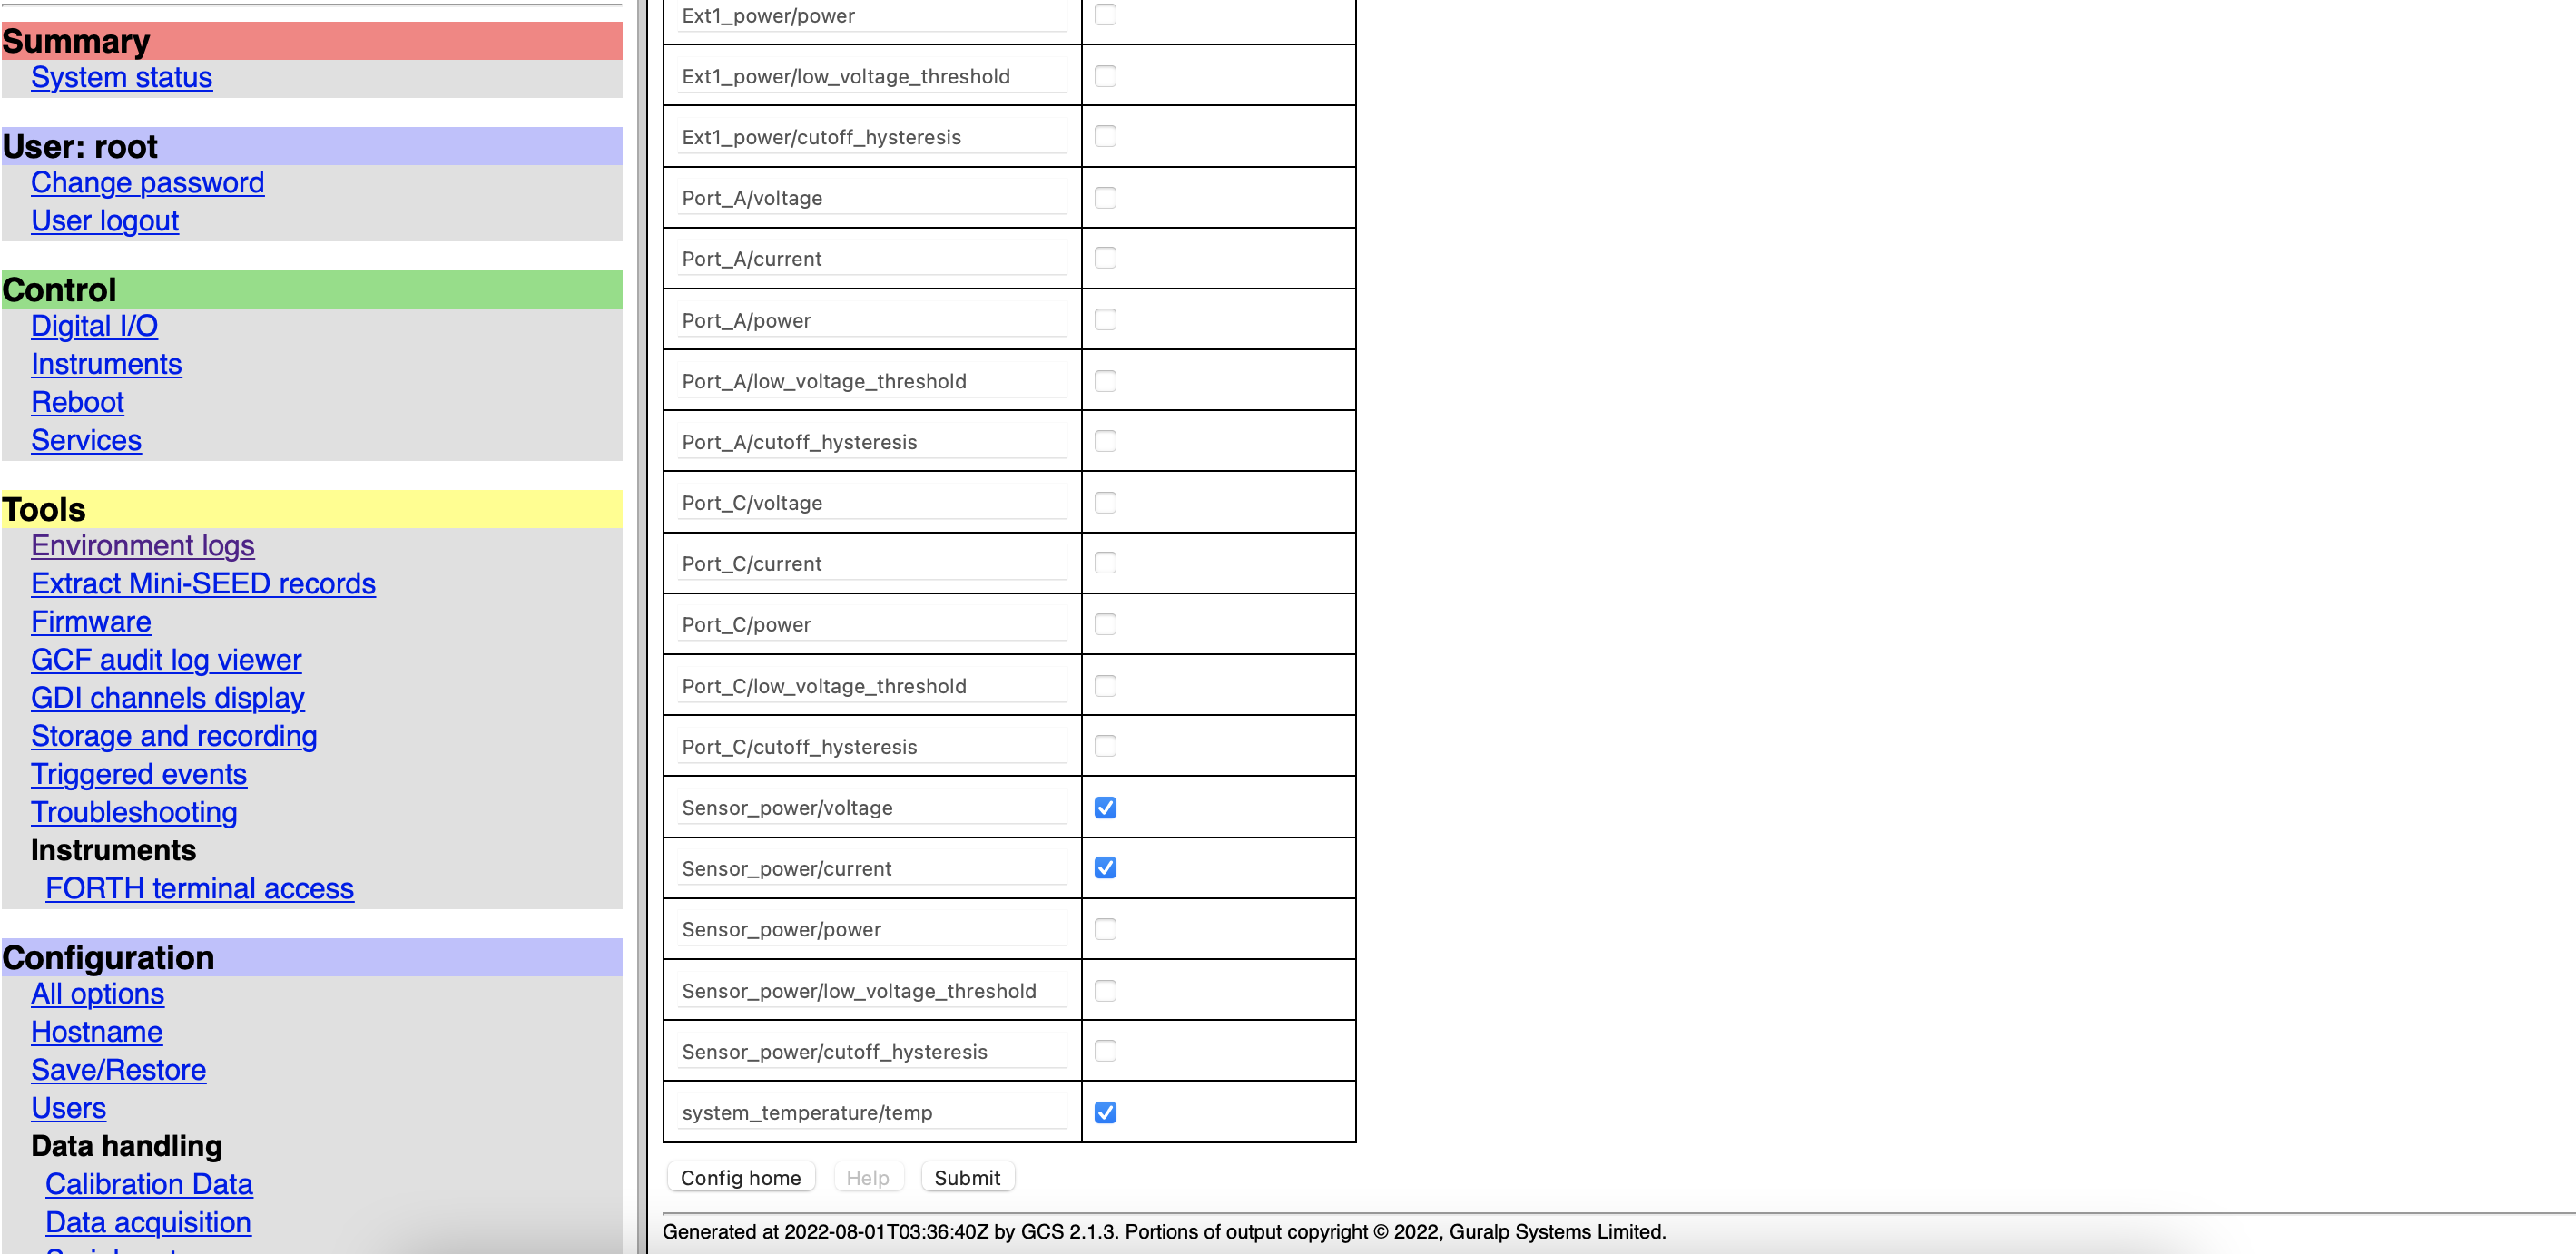 Summary
System status
User: root
Change password
User logout
Control
Digital I/O
Instruments
Reboot
Services
Tools
Environment logs
Extract Mini-SEED records
Firmware
GCF audit log viewer
GDI channels display
Storage and recording
Triggered events
Troubleshooting
Instruments
FORTH terminal access
Configuration
All options
Hostname
Save/Restore
Users
Data handling
Calibration Data
Data acquisition
Ext1_power/power
Ext1_power/low_voltage_threshold
Ext1_power/cutoff_hysteresis
Port_A/voltage
Port_A/current
Port_A/power
Port_A/low_voltage_threshold
Port_A/cutoff_hysteresis
Port_C/voltage
Port_C/current
Port_C/power
Port_C/low_voltage_threshold
Port_C/cutoff_hysteresis
Sensor_power/voltage
Sensor_power/current
Sensor_power/power
Sensor_power/low_voltage_threshold
Sensor_power/cutoff_hysteresis
system_temperature/temp
Config home Help Submit
Generated at 2022-08-01T03:36:40Z by GCS 2.1.3. Portions of output copyright © 2022, Guralp Systems Limited.